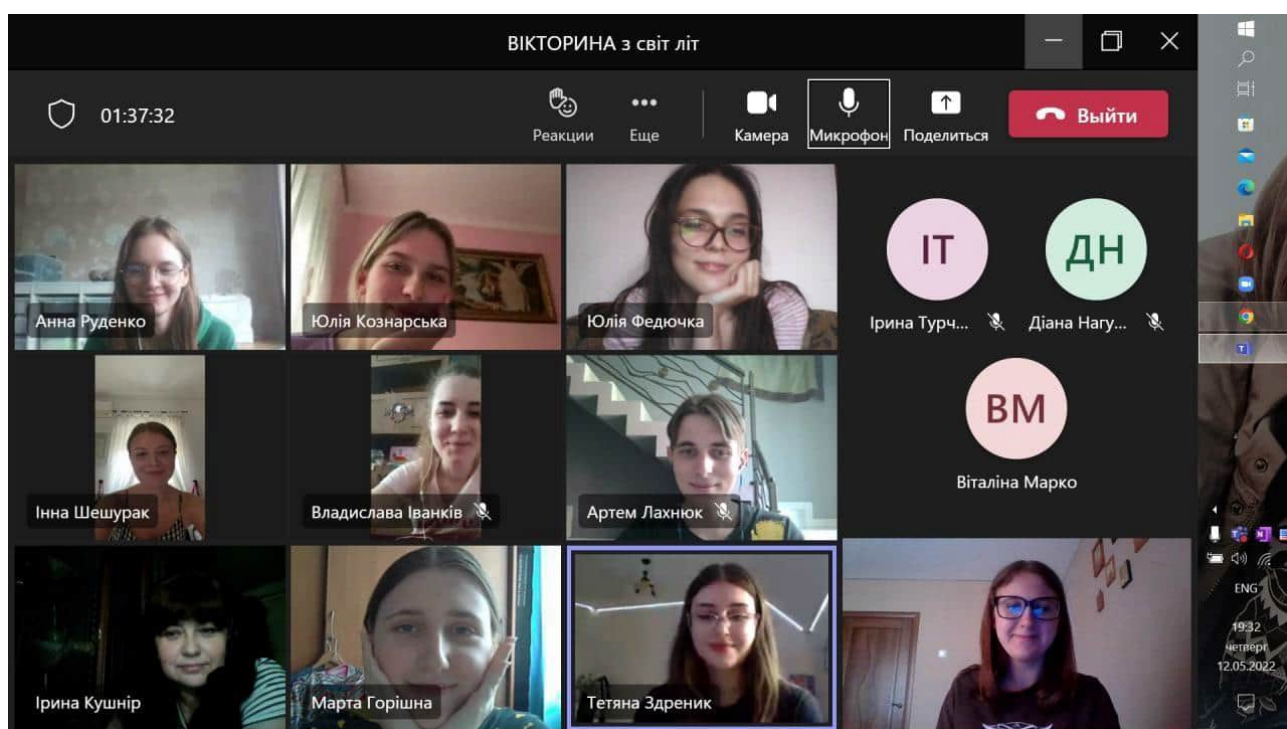 ВІКТОРИНА з світ літ
01:37:32
Реакции
Еще
Камера
Микрофон
Поделиться
Выйти
Анна Руденко
Юлія Кознарська
Юлія Федючка
ІТ
Ірина Турч...
ДН
Діана Нагу...
Інна Шешурак
Владислава Іванків
Артем Лахнюк
ВМ
Віталіна Марко
Ірина Кушнір
Марта Горішна
Тетяна Здреник
ENG
19:32
четверг
12.05.2022